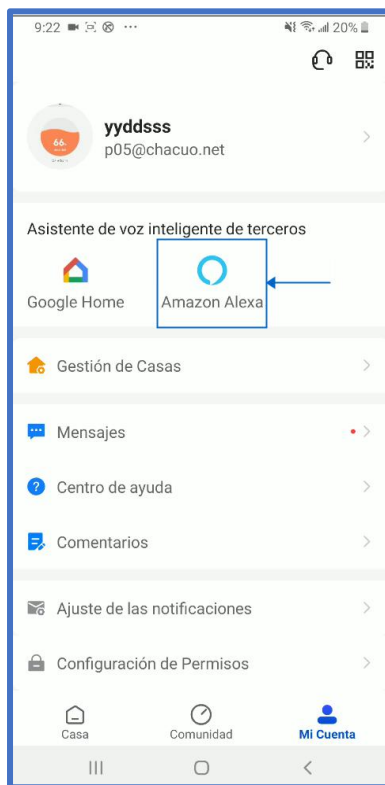 9:22
20%
yyddsss
p05@chacuo.net
Asistente de voz inteligente de terceros
Google Home
Amazon Alexa
Gestión de Casas
Mensajes
Centro de ayuda
Comentarios
Ajuste de las notificaciones
Configuración de Permisos
Casa
Comunidad
Mi Cuenta